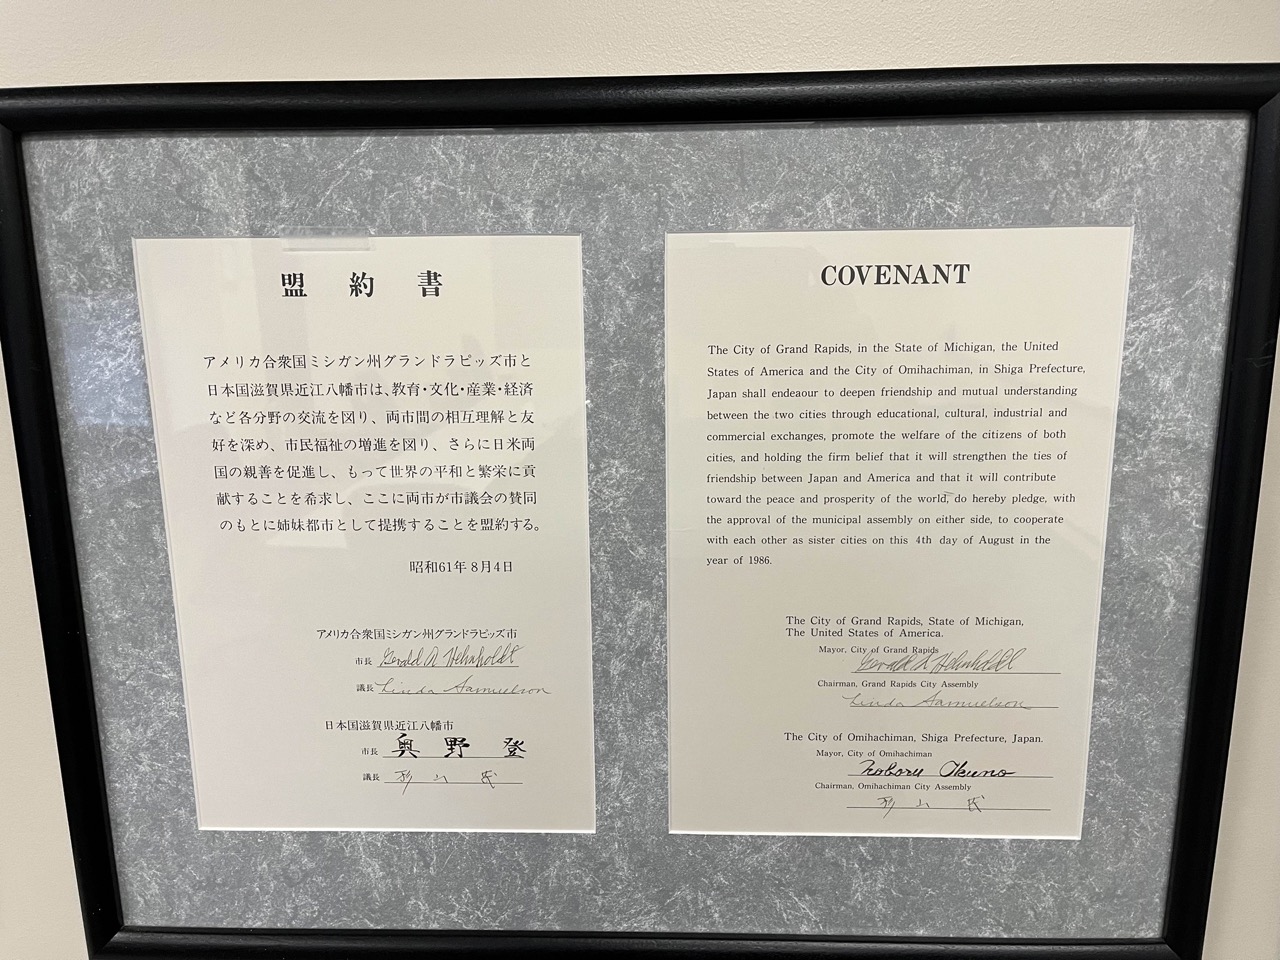 盟約書
アメリカ合衆国ミシガン州グランドラピッズ市と
日本国滋賀県近江八幡市は、教育・文化・産業・経済
など各分野の交流を図り、両市間の相互理解と友
好を深め、市民福祉の増進を図り、さらに日米両
国の親善を促進し、もって世界の平和と繁栄に貢
献することを希求し、ここに両市が市議会の賛同
のもとに姉妹都市として提携することを盟約する。
昭和61年8月4日
アメリカ合衆国ミシガン州グランドラピッズ市
市長 Gerald R Helmholdt
議長 Linda Samuelson
日本国滋賀県近江八幡市
市長 奥野登
議長
COVENANT
The City of Grand Rapids, in the State of Michigan, the United
States of America and the City of Omihachiman, in Shiga Prefecture,
Japan shall endeaour to deepen friendship and mutual understanding
between the two cities through educational, cultural, industrial and
commercial exchanges, promote the welfare of the citizens of both
cities, and holding the firm belief that it will strengthen the ties of
friendship between Japan and America and that it will contribute
toward the peace and prosperity of the world, do hereby pledge, with
the approval of the municipal assembly on either side, to cooperate
with each other as sister cities on this 4th day of August in the
year of 1986.
The City of Grand Rapids, State of Michigan,
The United States of America.
Mayor, City of Grand Rapids
Gerald R Helmholdt
Chairman, Grand Rapids City Assembly
Linda Samuelson
The City of Omihachiman, Shiga Prefecture, Japan.
Mayor, City of Omihachiman
Noboru Okuno
Chairman, Omihachiman City Assembly